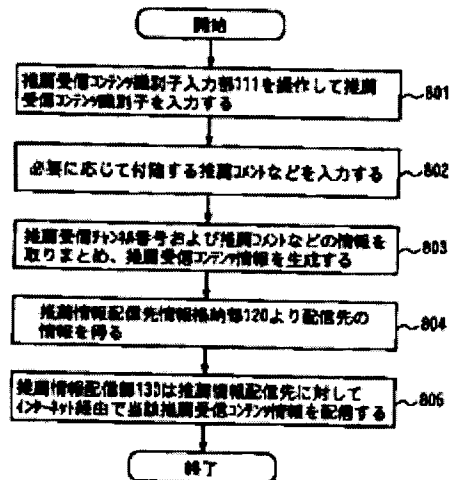 開始
推薦受信コンテンツ識別子入力部111を操作して推薦
受信コンテンツ識別子を入力する
801
必要に応じて付随する推薦コメントなどを入力する
802
推薦受信チャンネル番号および推薦コメントなどの情報を
取りまとめ、推薦受信コンテンツ情報を生成する
803
推薦情報配信先情報格納部120より配信先の
情報を得る
804
推薦情報配信部130は推薦情報配信先に対して
インターネット経由で当該推薦受信コンテンツ情報を配信する
805
終了